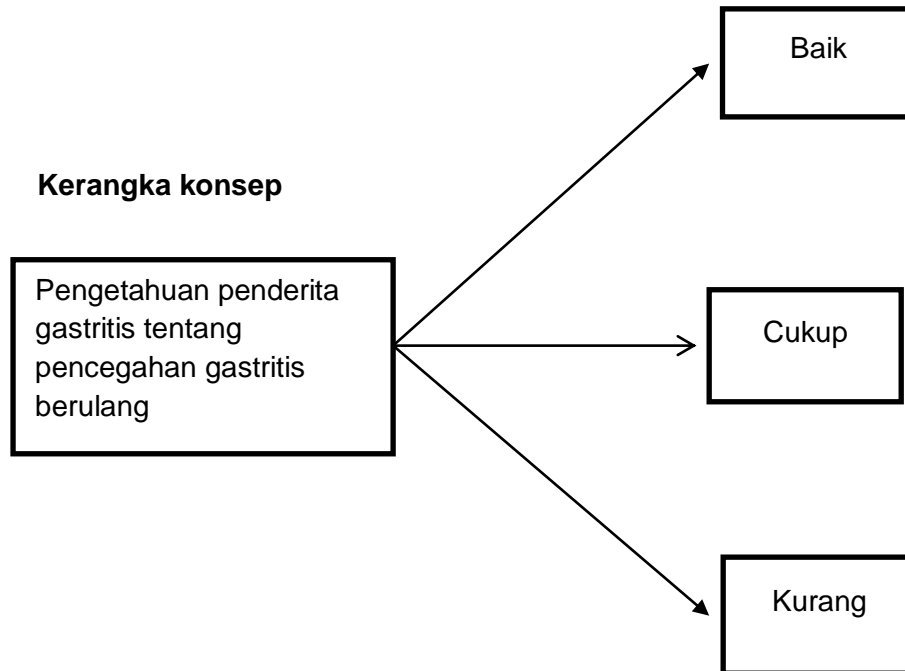 Baik
Kerangka konsep
Pengetahuan penderita
gastritis tentang
pencegahan gastritis
berulang
Cukup
Kurang